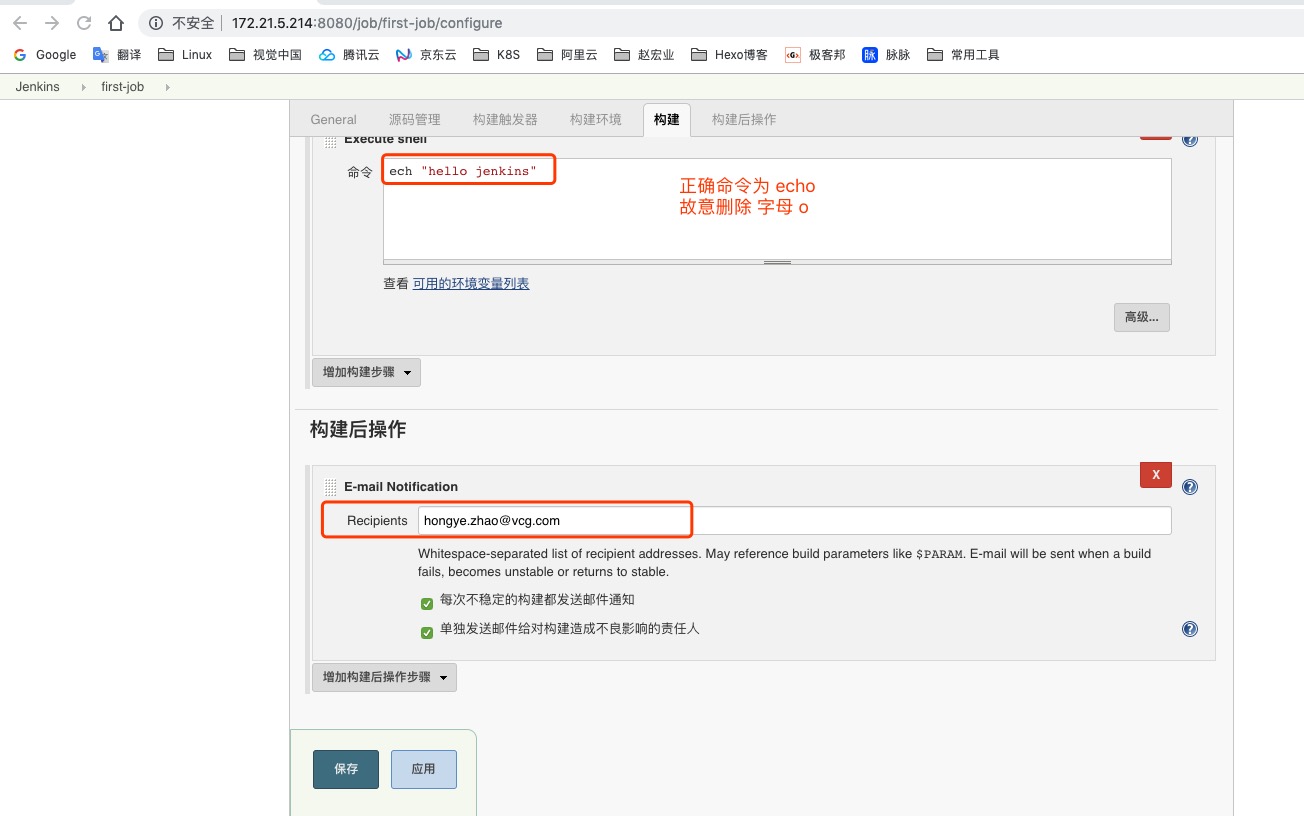 不安全 172.21.5.214:8080/job/first-job/configure
Google 翻译 Linux 视觉中国 腾讯云 京东云 K8S 阿里云 赵宏业 Hexo博客 极客邦 脉脉 常用工具
Jenkins first-job
General 源码管理 构建触发器 构建环境 构建 构建后操作
Execute shell
命令 ech "hello jenkins"
正确命令为 echo
故意删除 字母 o
查看 可用的环境变量列表
高级...
增加构建步骤
构建后操作
X
E-mail Notification
Recipients hongye.zhao@vcg.com
Whitespace-separated list of recipient addresses. May reference build parameters like $PARAM. E-mail will be sent when a build
fails, becomes unstable or returns to stable.
每次不稳定的构建都发送邮件通知
单独发送邮件给对构建造成不良影响的责任人
增加构建后操作步骤
保存 应用